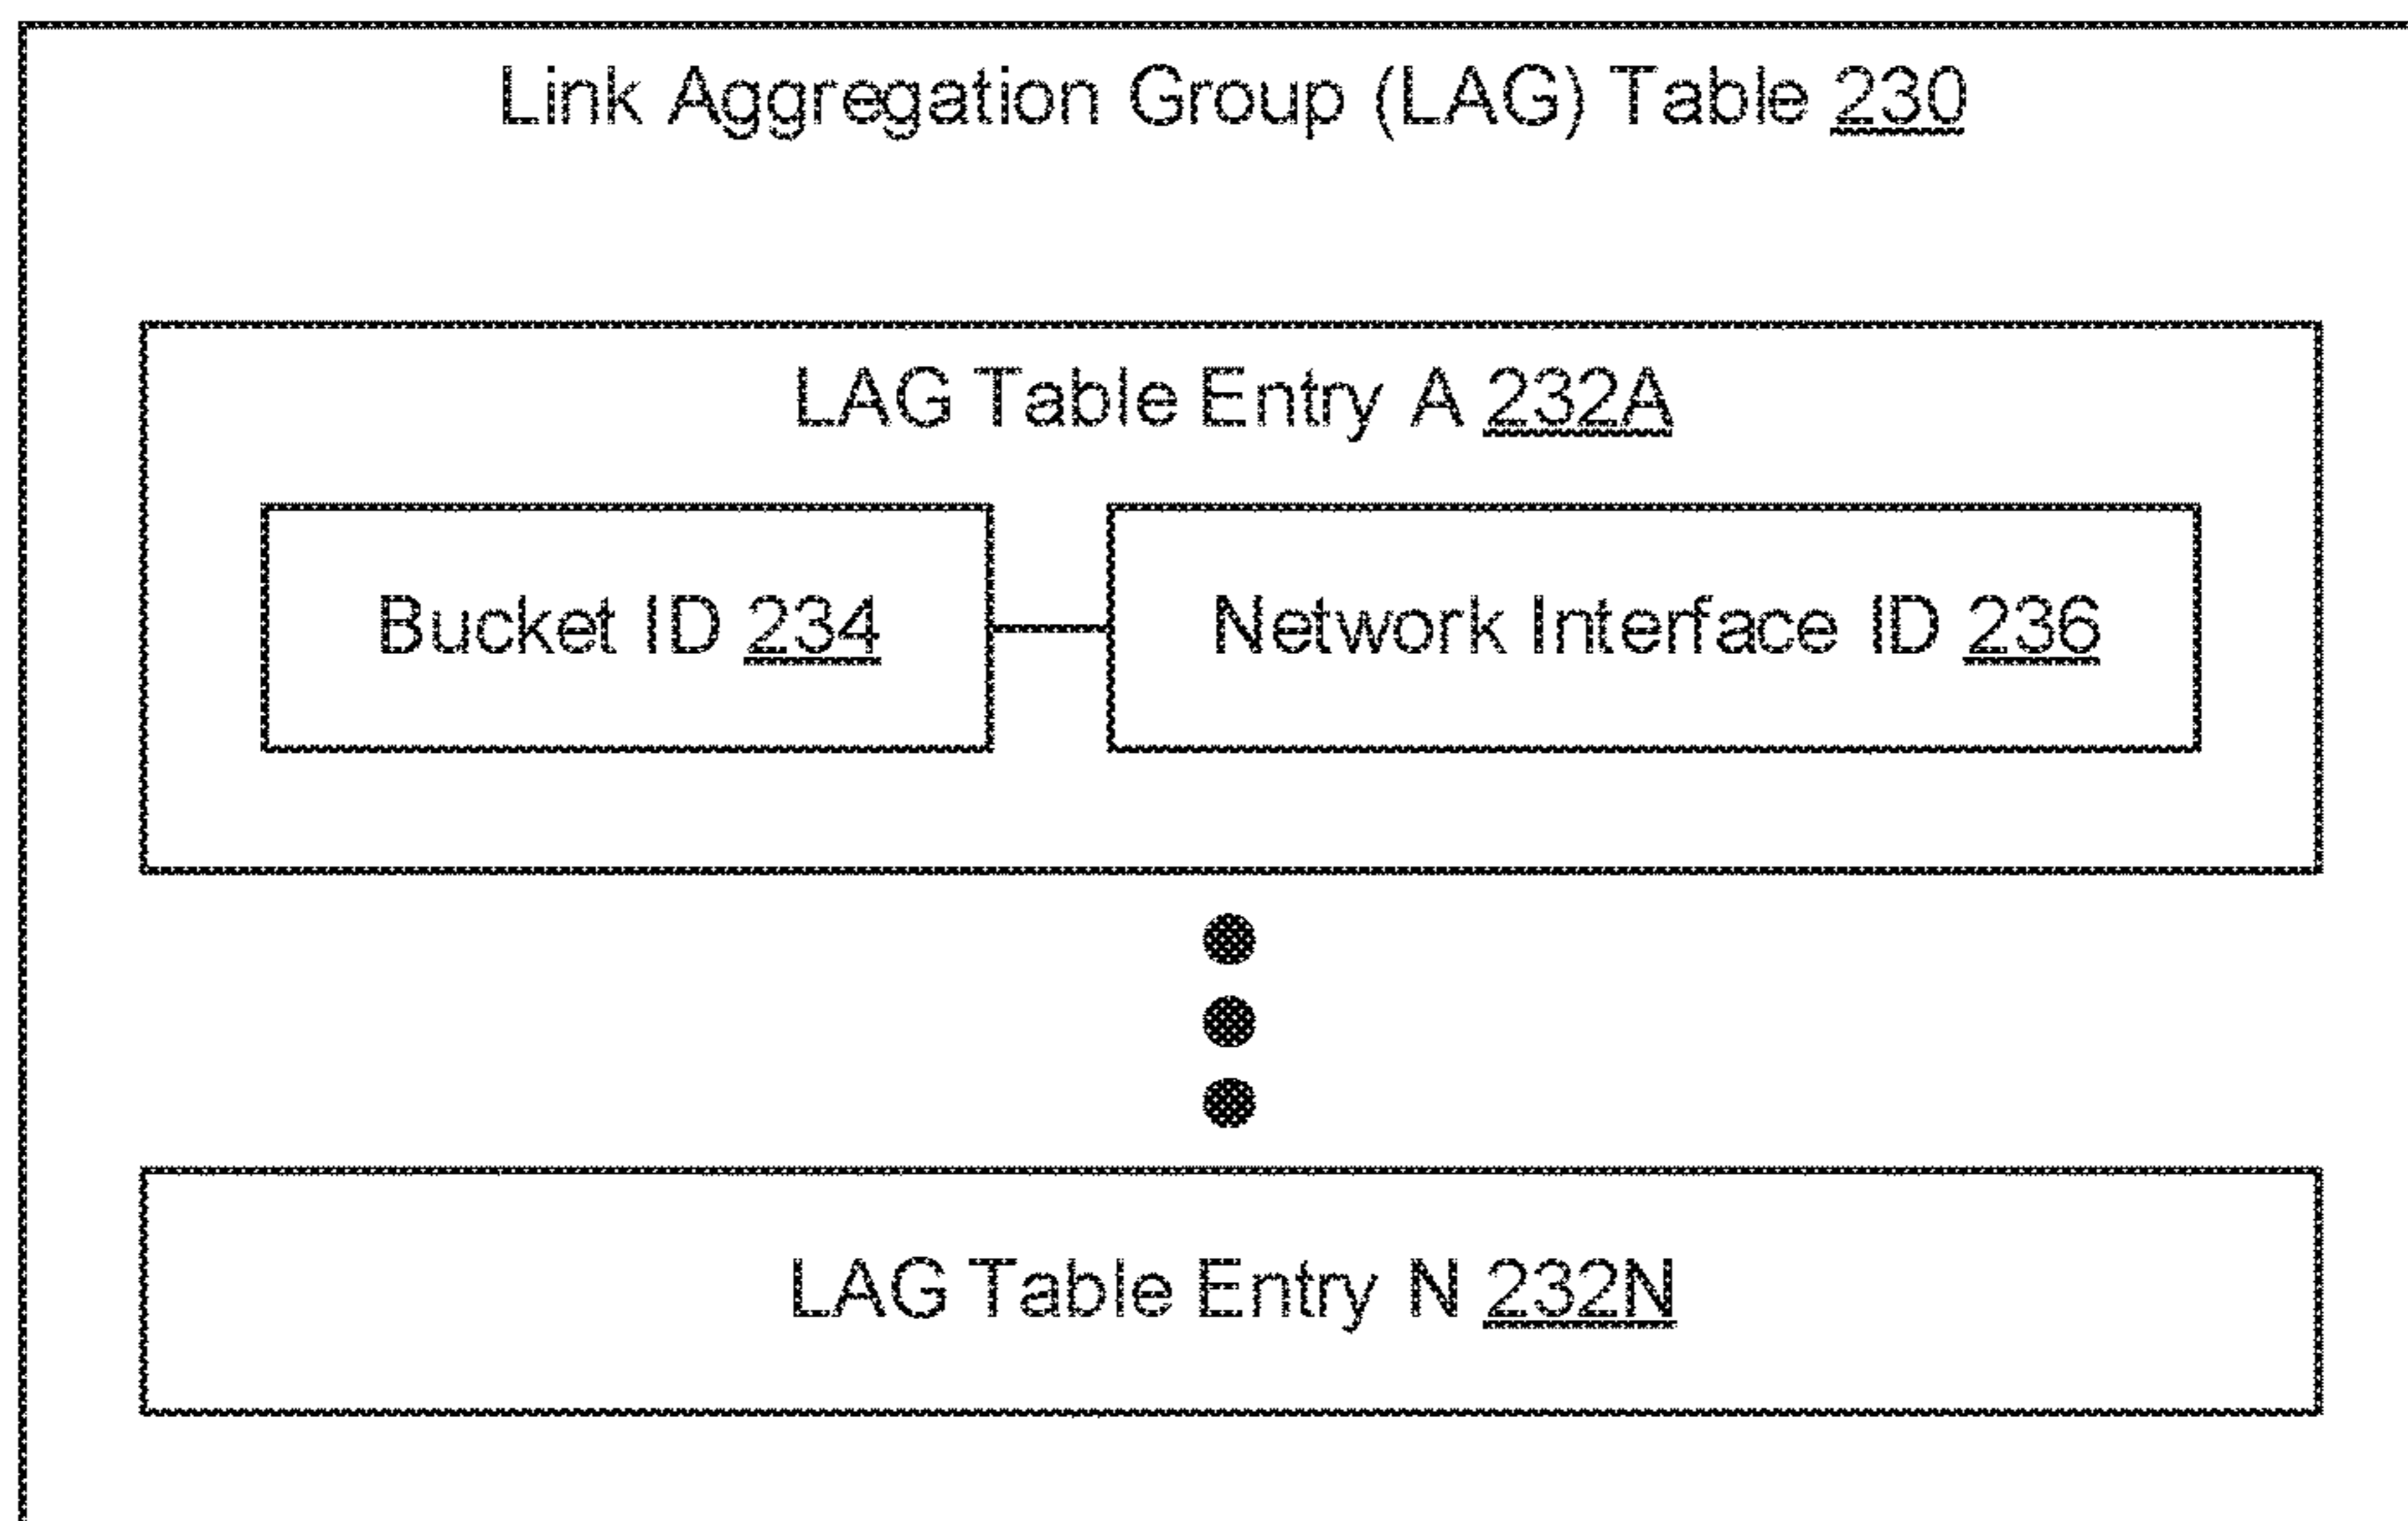 Link Aggregation Group (LAG) Table 230
LAG Table Entry A 232A
Bucket ID 234
Network Interface ID 236
LAG Table Entry N 232N